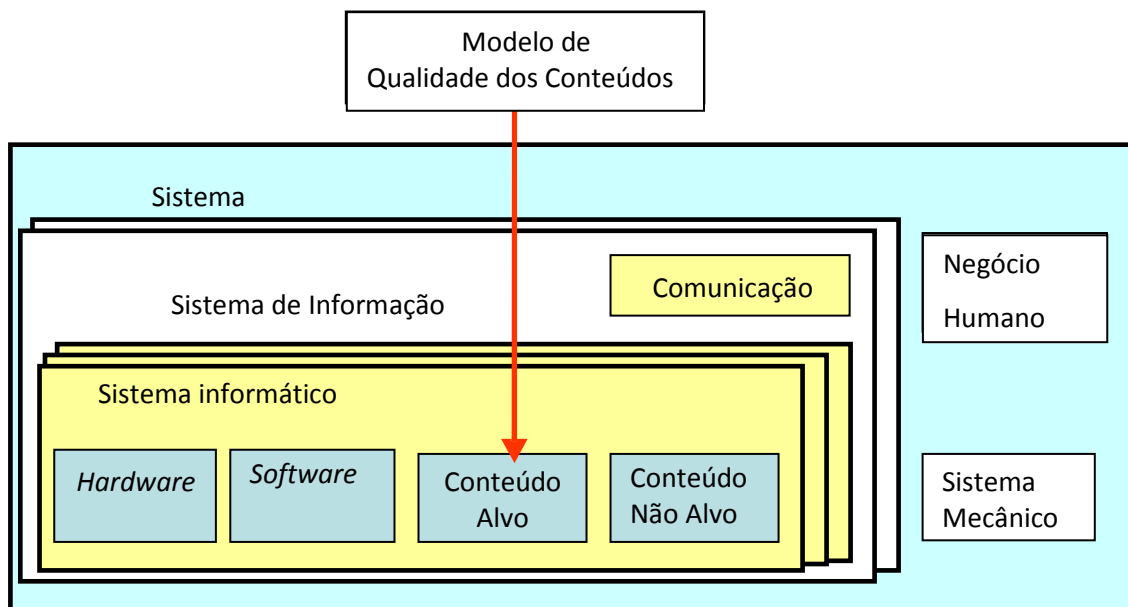 Modelo de
Qualidade dos Conteúdos
Sistema
Negócio
Humano
Comunicação
Sistema de Informação
Sistema informático
Hardware
Software
Conteúdo
Alvo
Conteúdo
Não Alvo
Sistema
Mecânico